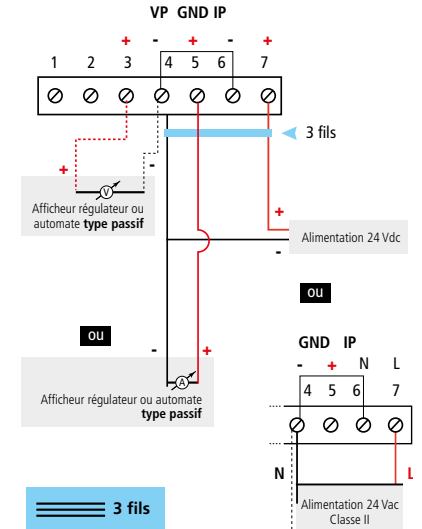 VP GND IP
+ - + - +
1 2 3 4 5 6 7
3 fils
+ -
V
Afficheur régulateur ou
automate type passif
+
Alimentation 24 Vdc
-
ou
ou
- +
A
Afficheur régulateur ou automate
type passif
GND IP
- + N L
4 5 6 7
N L
Alimentation 24 Vac
Classe II
3 fils